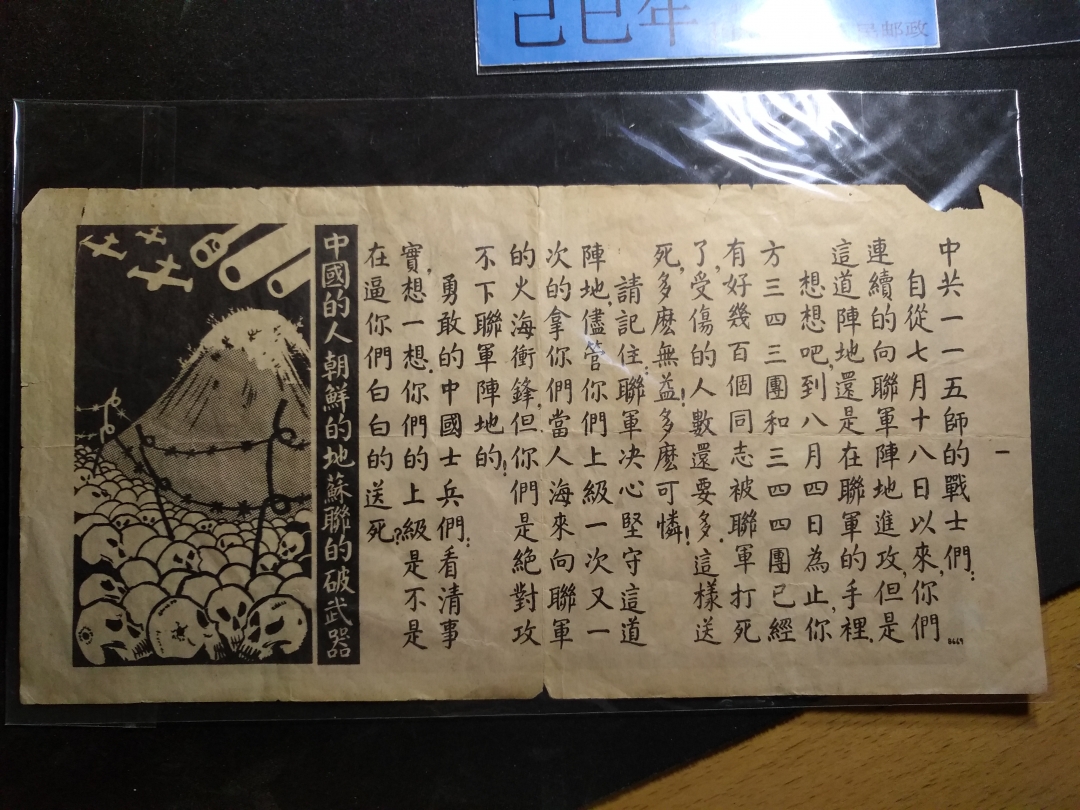 己巳年
邮政
一
中共一一五師的戰士們:
自從七月十八日以來,你們
連續的向聯軍陣地進攻,但是
這道陣地,還是在聯軍的手裡.
想想吧,到八月四日為止,你
方三四三團和三四四團已經
有好幾百個同志被聯軍打死
了,受傷的人數還要多.這樣送
死,多麽無益!多麽可憐!
請記住:聯軍决心堅守這道
陣地,儘管你們上級一次又一
次的拿你們當人海來向聯軍
的火海衝鋒,但你們是絕對攻
不下聯軍陣地的!
勇敢的中國士兵們:看清事
實,想一想,你們的上級是不是
在逼你們白白的送死?
中國的人朝鮮的地蘇聯的破武器